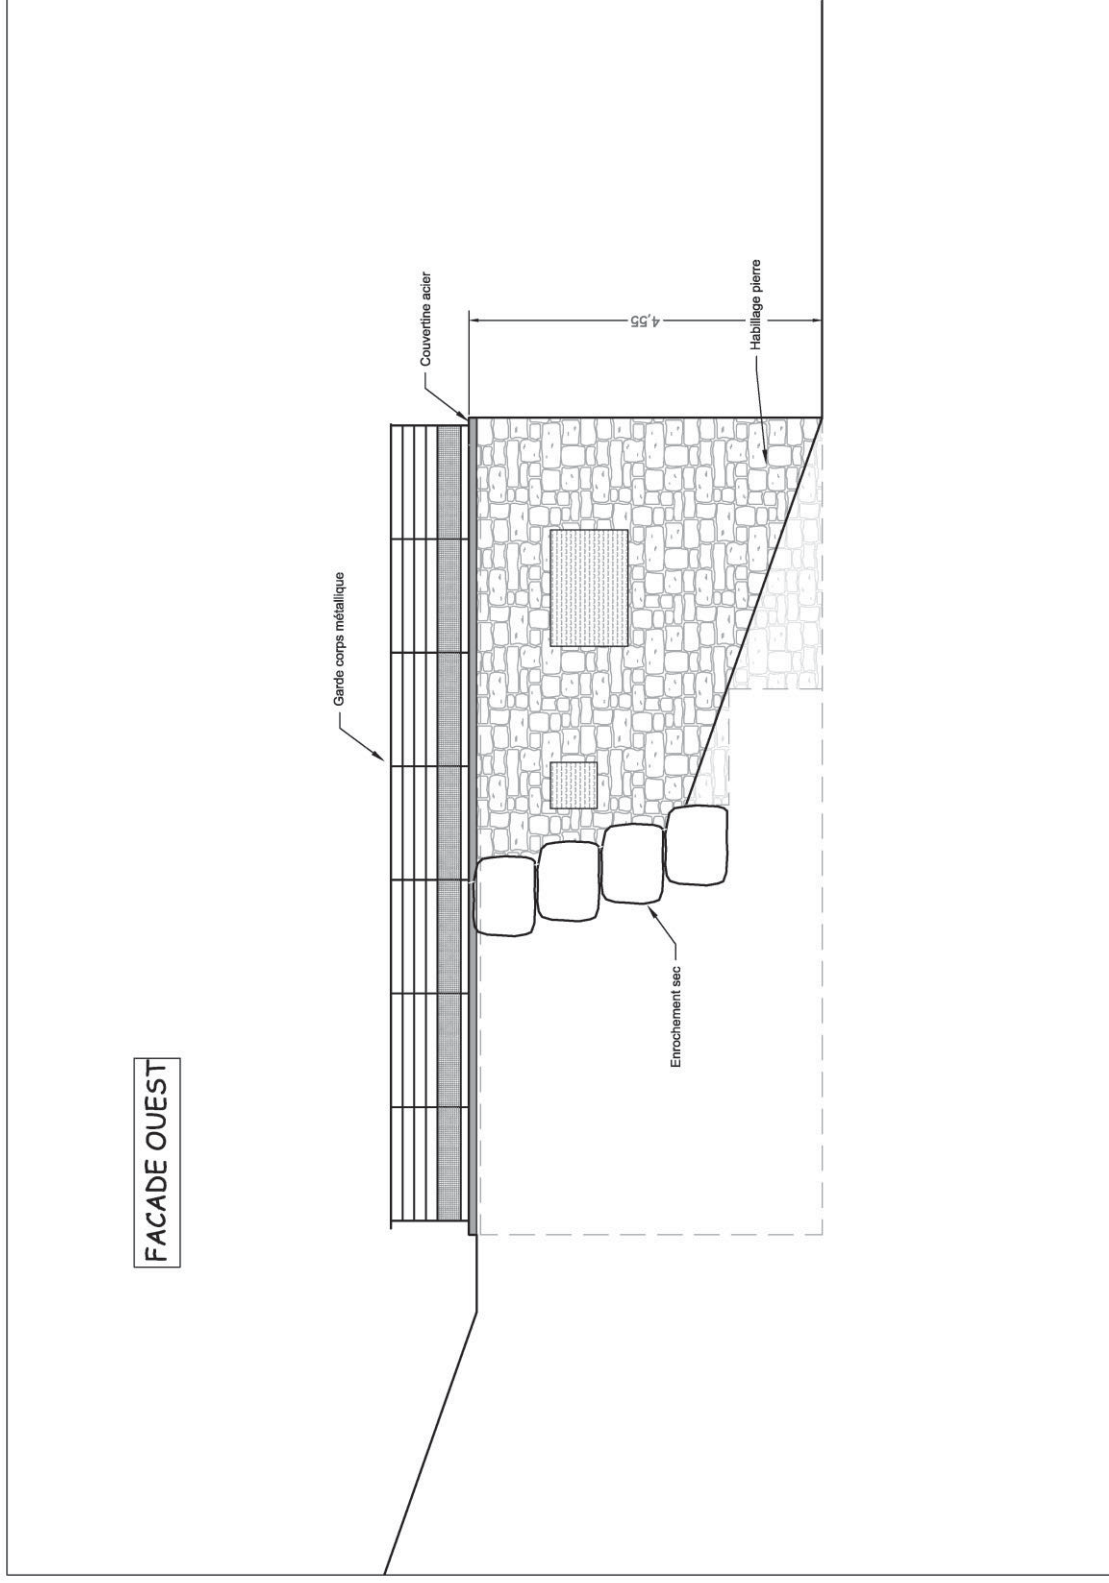 FACADE OUEST
Garde corps métallique
Couvertine acier
4,55
Habillage pierre
Enrochement sec